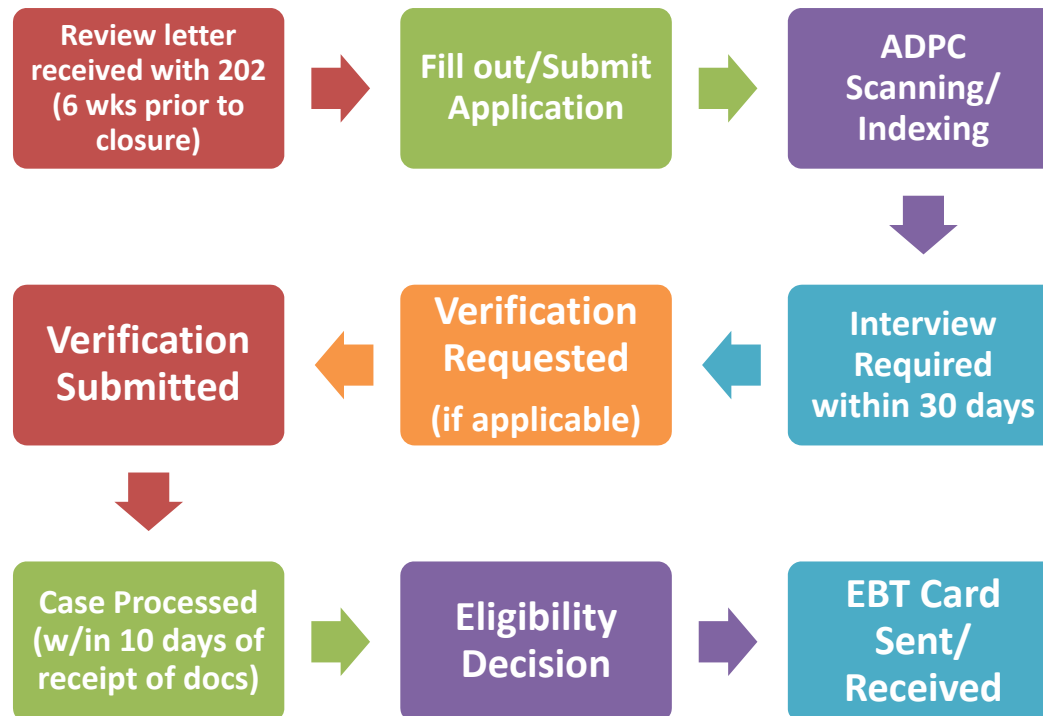 Review letter
received with 202
(6 wks prior to
closure)
Fill out/Submit
Application
ADPC
Scanning/
Indexing
Interview
Required
within 30 days
Verification
Requested
(if applicable)
Verification
Submitted
Case Processed
(w/in 10 days of
receipt of docs)
Eligibility
Decision
EBT Card
Sent/
Received